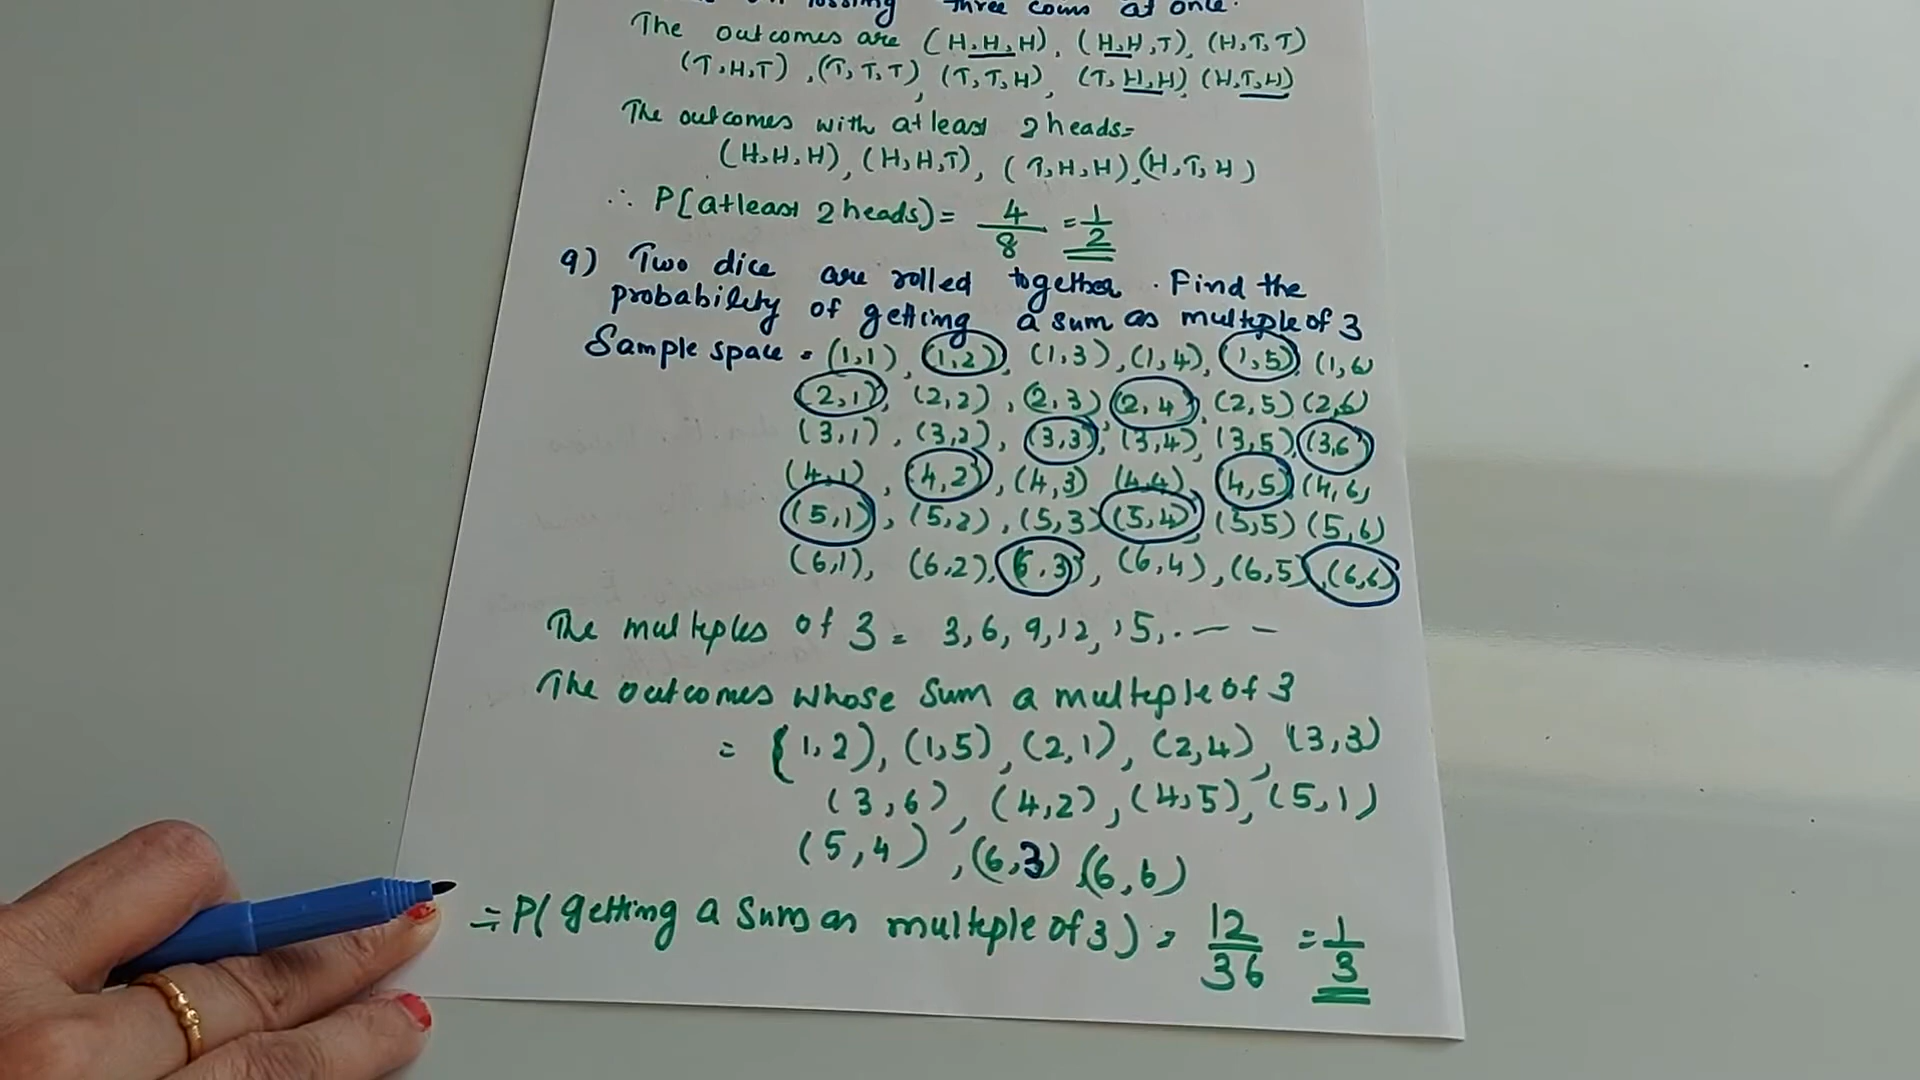 tossing three coins at once.
The outcomes are (H,H,H), (H,H,T), (H,T,T)
(T,H,T), (T,T,T), (T,T,H), (T,H,H), (H,T,H)
The outcomes with atleast 2 heads=
(H,H,H), (H,H,T), (T,H,H), (H,T,H)
∴ P(atleast 2 heads) = 4/8 = 1/2
9) Two dice are rolled together. Find the
probability of getting a sum as multiple of 3
Sample space = (1,1), (1,2), (1,3), (1,4), (1,5), (1,6
(2,1), (2,2), (2,3) (2,4), (2,5) (2,6)
(3,1), (3,2), (3,3), (3,4), (3,5), (3,6)
(4,1), (4,2), (4,3) (4,4), (4,5), (4,6)
(5,1), (5,2), (5,3) (5,4), (5,5) (5,6)
(6,1), (6,2), (6,3), (6,4), (6,5), (6,6)
The multiples of 3 = 3, 6, 9, 12, 15, . — —
The outcomes whose sum a multiple of 3
= {1,2), (1,5), (2,1), (2,4), (3,3)
(3,6), (4,2), (4,5), (5,1)
(5,4), (6,3) (6,6)
= P(getting a sum as multiple of 3) = 12/36 = 1/3